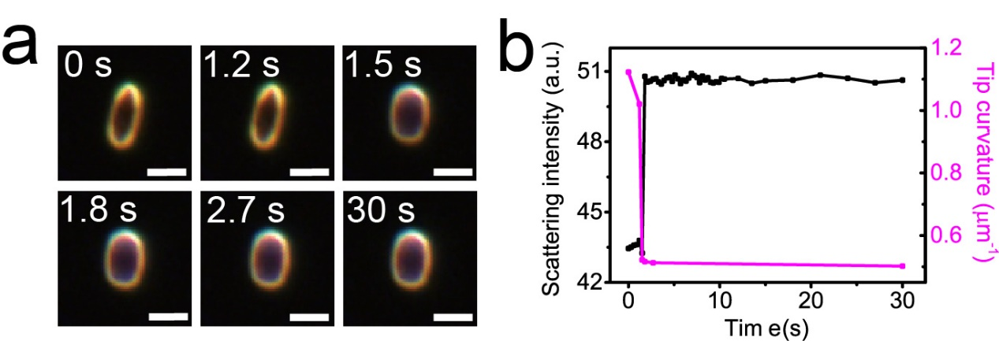 a
0 s
1.2 s
1.5 s
1.8 s
2.7 s
30 s
b
Scattering intensity (a.u.)
51
48
45
42
0
10
20
30
Tim e(s)
1.2
1.0
0.8
0.6
Tip curvature (μm⁻¹)